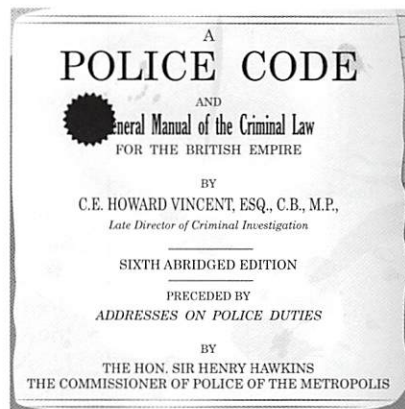 A
POLICE CODE
AND
eneral Manual of the Criminal Law
FOR THE BRITISH EMPIRE
BY
C.E. HOWARD VINCENT, ESQ., C.B., M.P.,
Late Director of Criminal Investigation
SIXTH ABRIDGED EDITION
PRECEDED BY
ADDRESSES ON POLICE DUTIES
BY
THE HON. SIR HENRY HAWKINS
THE COMMISSIONER OF POLICE OF THE METROPOLIS